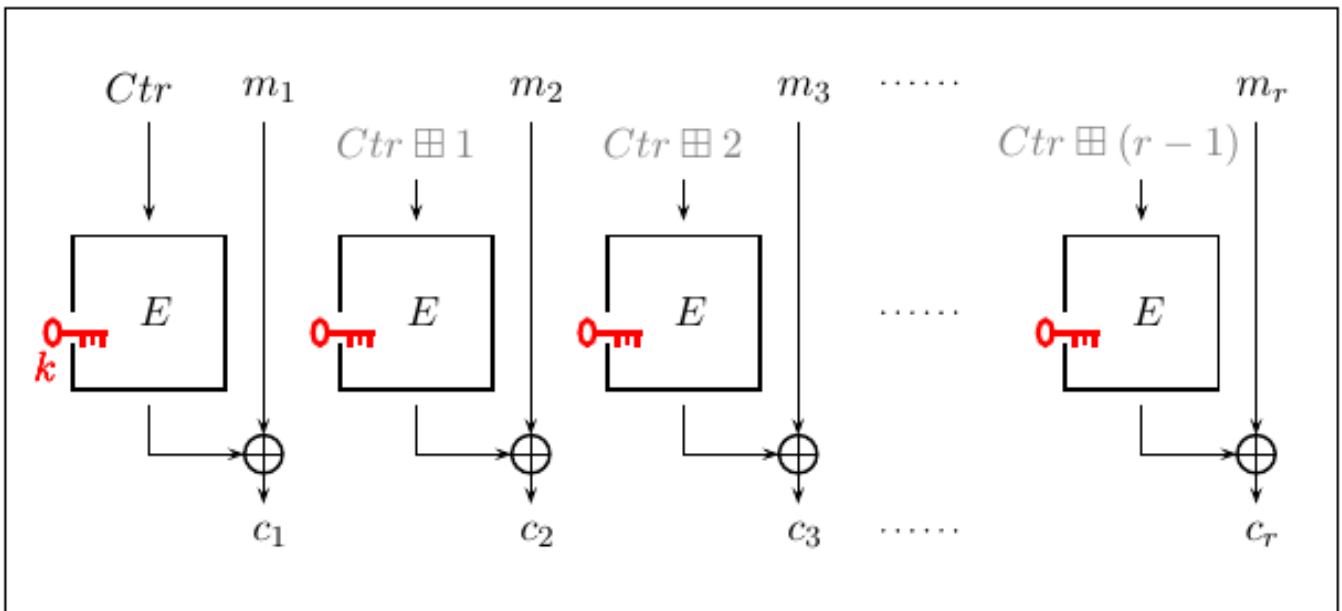 Ctr m₁ m₂ m₃ ...... mᵣ
Ctr ⊞ 1 Ctr ⊞ 2 Ctr ⊞ (r − 1)
E E E ...... E
k
c₁ c₂ c₃ ...... cᵣ